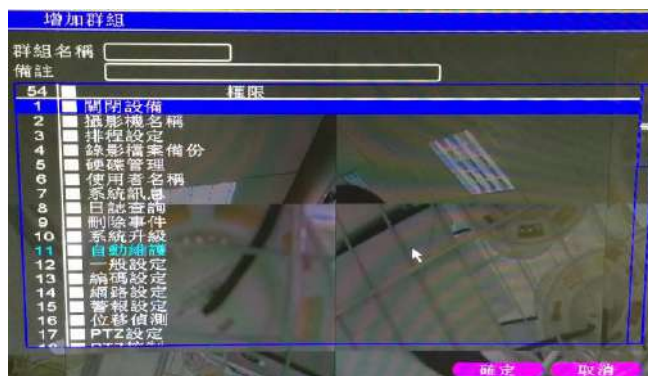 增加群組
群組名稱
備註
54 權限
1 關閉設備
2 攝影機名稱
3 排程設定
4 錄影檔案備份
5 硬碟管理
6 使用者名稱
7 系統訊息
8 日誌查詢
9 刪除事件
10 系統升級
11 自動維護
12 一般設定
13 編碼設定
14 網路設定
15 警報設定
16 位移偵測
17 PTZ設定
確定 取消